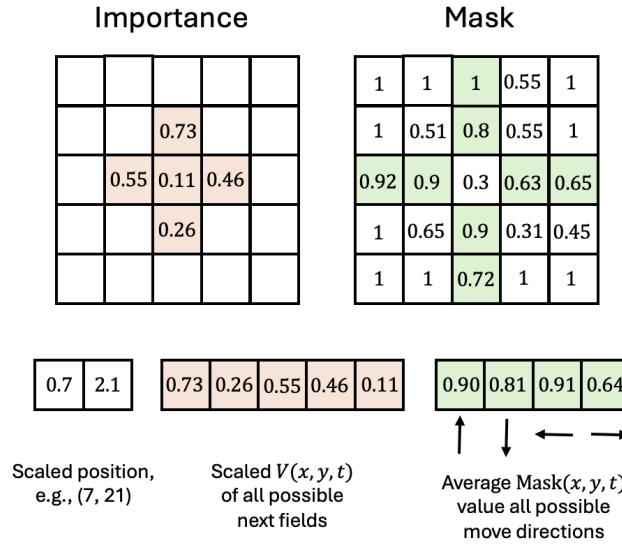 Importance Mask
1 1 1 0.55 1
0.73 1 0.51 0.8 0.55 1
0.55 0.11 0.46 0.92 0.9 0.3 0.63 0.65
0.26 1 0.65 0.9 0.31 0.45
1 1 0.72 1 1
0.7 2.1 0.73 0.26 0.55 0.46 0.11 0.90 0.81 0.91 0.64
Scaled position,
e.g., (7, 21)
Scaled V(x, y, t)
of all possible
next fields
Average Mask(x, y, t)
value all possible
move directions